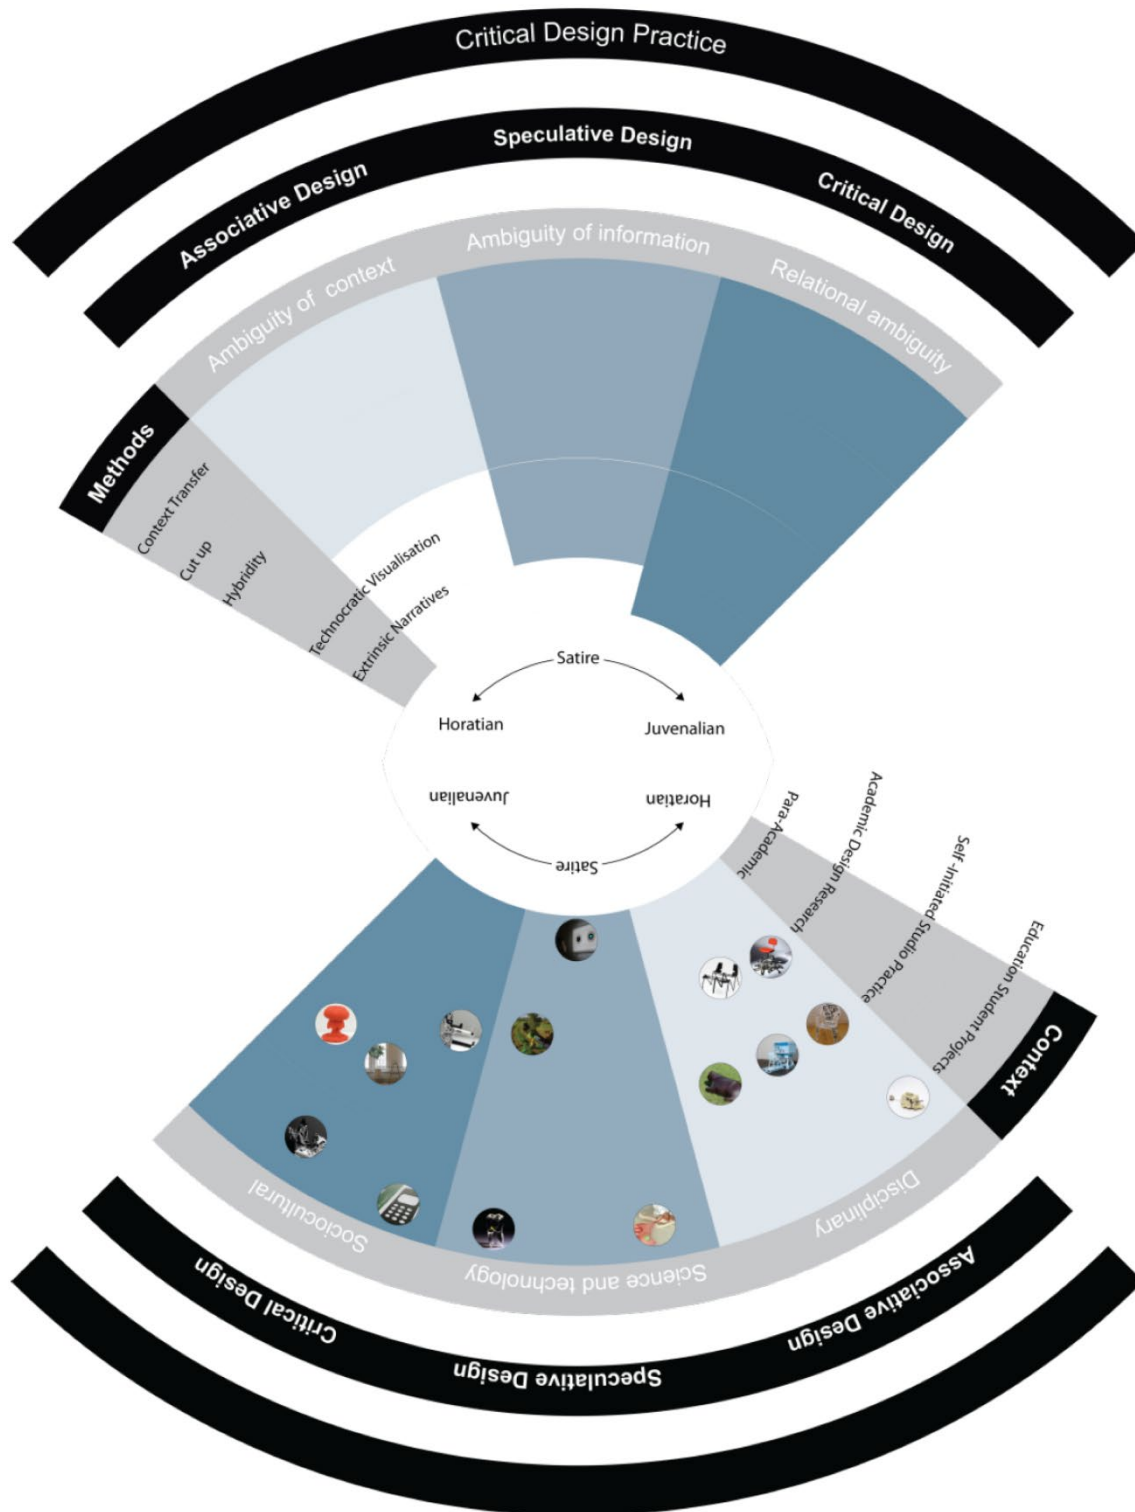 Critical Design Practice
Associative Design
Speculative Design
Critical Design
Ambiguity of context
Ambiguity of information
Relational ambiguity
Methods
Context Transfer
Cut up
Hybridity
Technocratic Visualisation
Extrinsic Narratives
Satire
Horatian
Juvenalian
Juvenalian
Horatian
Satire
Para-Academic
Academic Design Research
Self-Initiated Studio Practice
Education Student Projects
Context
Sociocultural
Science and technology
Disciplinary
Critical Design
Speculative Design
Associative Design